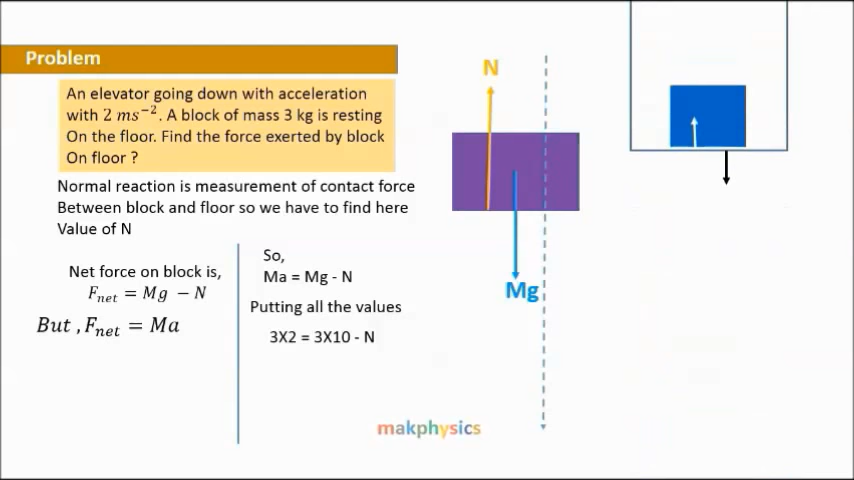 Problem
An elevator going down with acceleration
with 2 ms⁻². A block of mass 3 kg is resting
On the floor. Find the force exerted by block
On floor ?
Normal reaction is measurement of contact force
Between block and floor so we have to find here
Value of N
Net force on block is,
F_net = Mg − N
But , F_net = Ma
So,
Ma = Mg - N
Putting all the values
3X2 = 3X10 - N
N
Mg
makphysics